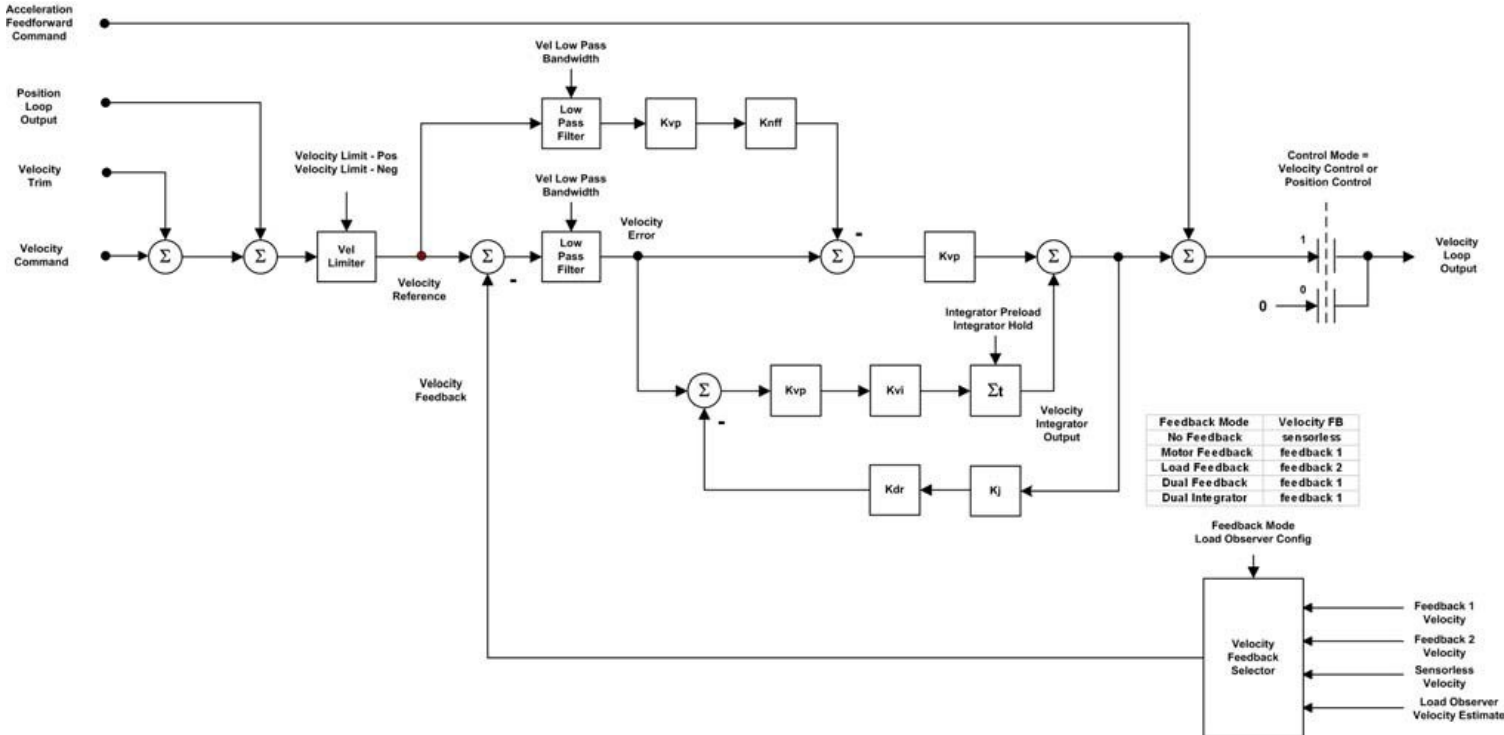 Acceleration
Feedforward
Command
Position
Loop
Output
Velocity
Trim
Velocity
Command
Σ
Σ
Velocity Limit - Pos
Velocity Limit - Neg
Vel
Limiter
Velocity
Reference
Vel Low Pass
Bandwidth
Low
Pass
Filter
Kvp
Knff
Σ
-
Vel Low Pass
Bandwidth
Low
Pass
Filter
Velocity
Error
Σ
-
Kvp
Σ
Σ
Control Mode =
Velocity Control or
Position Control
1
0
0
Velocity
Loop
Output
Integrator Preload
Integrator Hold
Σ
-
Kvp
Kvi
Σt
Velocity
Integrator
Output
Kdr
Kj
Velocity
Feedback
Feedback Mode Velocity FB
No Feedback sensorless
Motor Feedback feedback 1
Load Feedback feedback 2
Dual Feedback feedback 1
Dual Integrator feedback 1
Feedback Mode
Load Observer Config
Velocity
Feedback
Selector
Feedback 1
Velocity
Feedback 2
Velocity
Sensorless
Velocity
Load Observer
Velocity Estimate